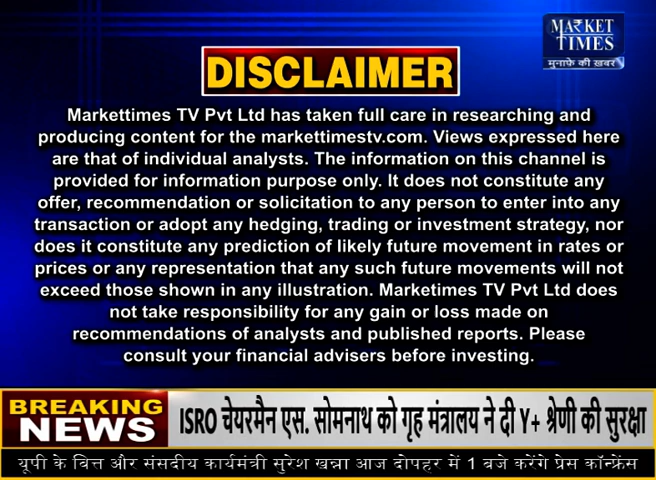 MARKET
TIMES
मुनाफे की ख़बर
DISCLAIMER
Markettimes TV Pvt Ltd has taken full care in researching and
producing content for the markettimestv.com. Views expressed here
are that of individual analysts. The information on this channel is
provided for information purpose only. It does not constitute any
offer, recommendation or solicitation to any person to enter into any
transaction or adopt any hedging, trading or investment strategy, nor
does it constitute any prediction of likely future movement in rates or
prices or any representation that any such future movements will not
exceed those shown in any illustration. Marketimes TV Pvt Ltd does
not take responsibility for any gain or loss made on
recommendations of analysts and published reports. Please
consult your financial advisers before investing.
BREAKING
NEWS
ISRO चेयरमैन एस. सोमनाथ को गृह मंत्रालय ने दी Y+ श्रेणी की सुरक्षा
यूपी के वित्त और संसदीय कार्यमंत्री सुरेश खन्ना आज दोपहर में 1 बजे करेंगे प्रेस कॉन्फ्रेंस